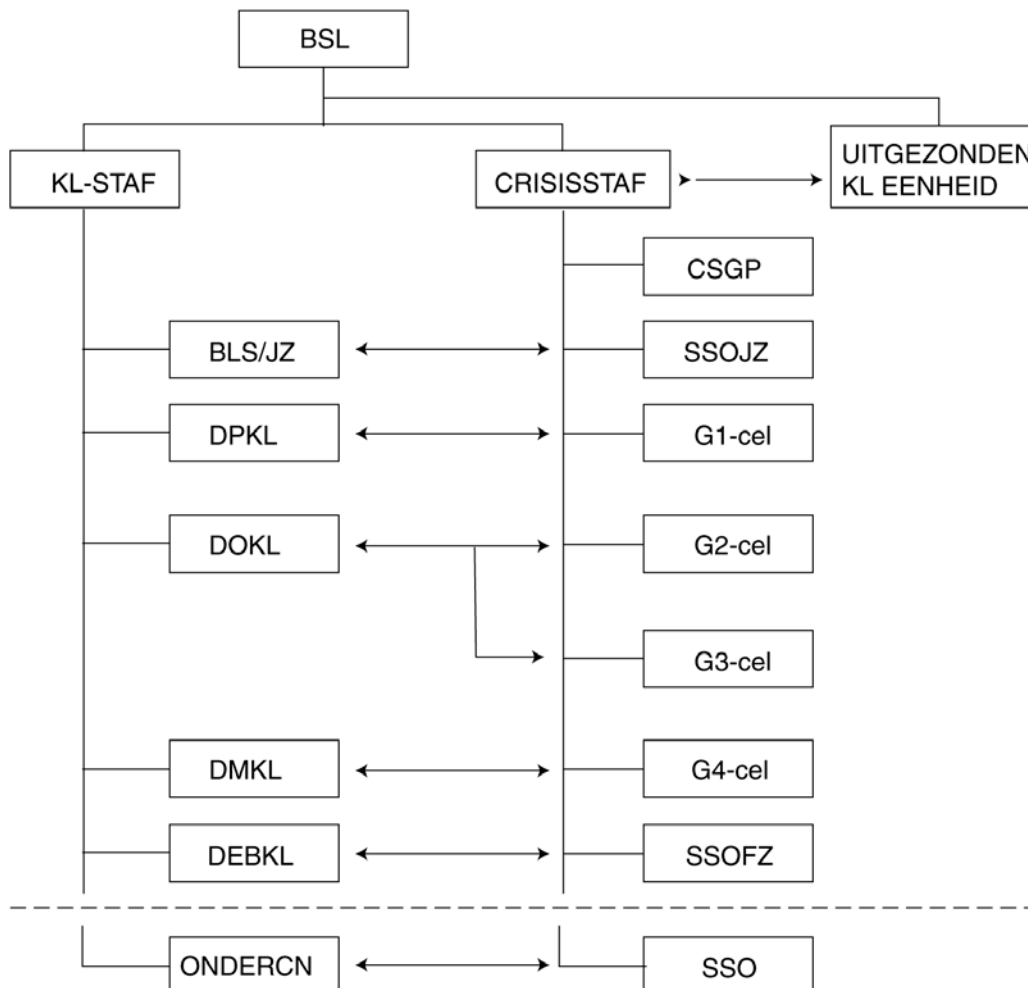 BSL
KL-STAF
CRISISSTAF
UITGEZONDEN
KL EENHEID
CSGP
BLS/JZ
SSOJZ
DPKL
G1-cel
DOKL
G2-cel
G3-cel
DMKL
G4-cel
DEBKL
SSOFZ
ONDERCN
SSO